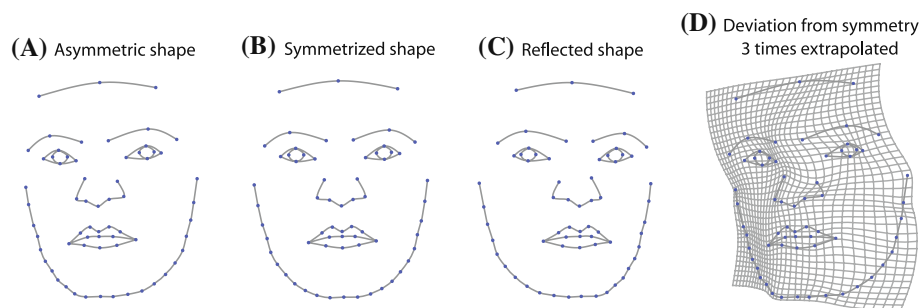 (A) Asymmetric shape
(B) Symmetrized shape
(C) Reflected shape
(D) Deviation from symmetry
3 times extrapolated